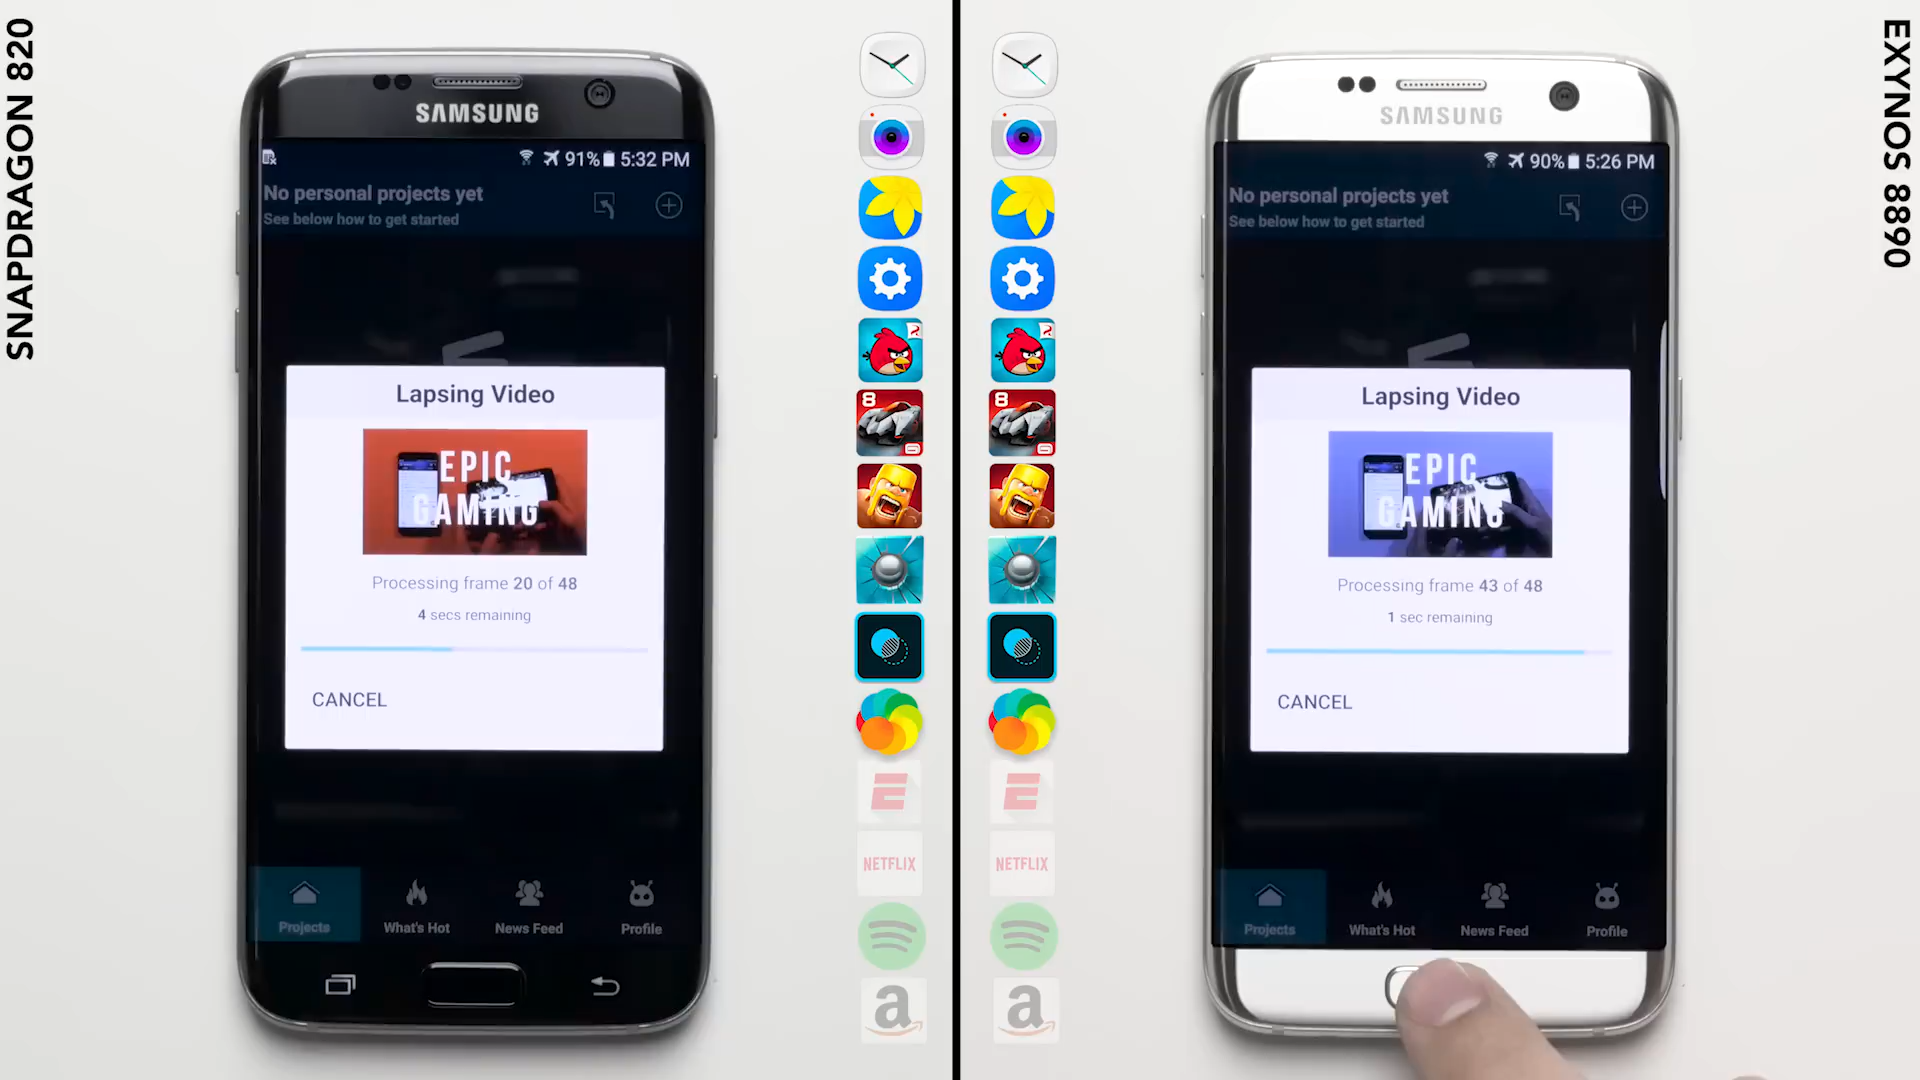 SNAPDRAGON 820
SAMSUNG
91% 5:32 PM
No personal projects yet
See below how to get started
Lapsing Video
EPIC
GAMING
Processing frame 20 of 48
4 secs remaining
CANCEL
Projects
What's Hot
News Feed
Profile
8
NETFLIX
a
8
NETFLIX
a
EXYNOS 8890
SAMSUNG
90% 5:26 PM
No personal projects yet
See below how to get started
Lapsing Video
EPIC
GAMING
Processing frame 43 of 48
1 sec remaining
CANCEL
Projects
What's Hot
News Feed
Profile